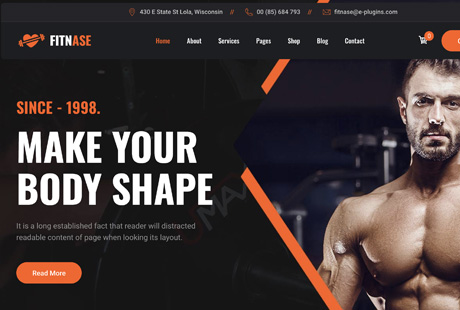 430 E State St Lola, Wisconsin // 00 (85) 684 793 // fitnase@e-plugins.com
FITNASE Home About Services Pages Shop Blog Contact 0
SINCE - 1998.
MAKE YOUR
BODY SHAPE
It is a long established fact that reader will distracted
readable content of page when looking its layout.
Read More